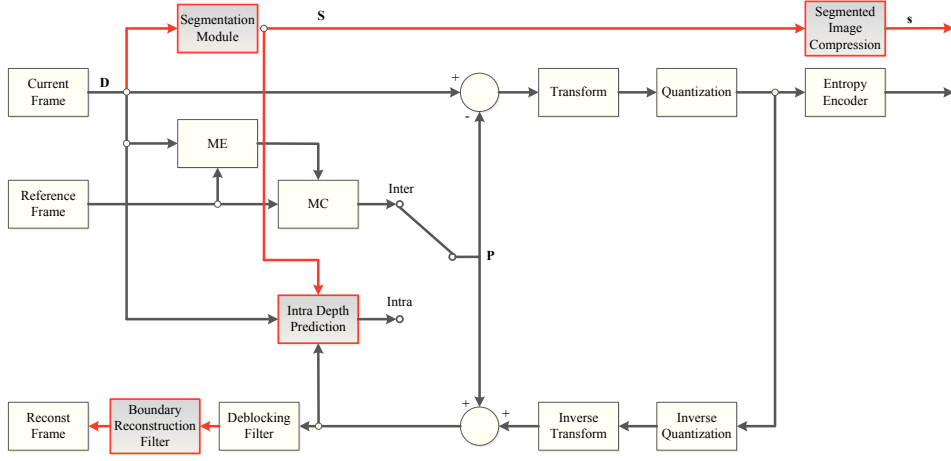 Segmentation
Module
S
Segmented
Image
Compression
s
Current
Frame
D
+
-
Transform
Quantization
Entropy
Encoder
ME
Reference
Frame
MC
Inter
P
Intra Depth
Prediction
Intra
Reconst
Frame
Boundary
Reconstruction
Filter
Deblocking
Filter
+
+
Inverse
Transform
Inverse
Quantization